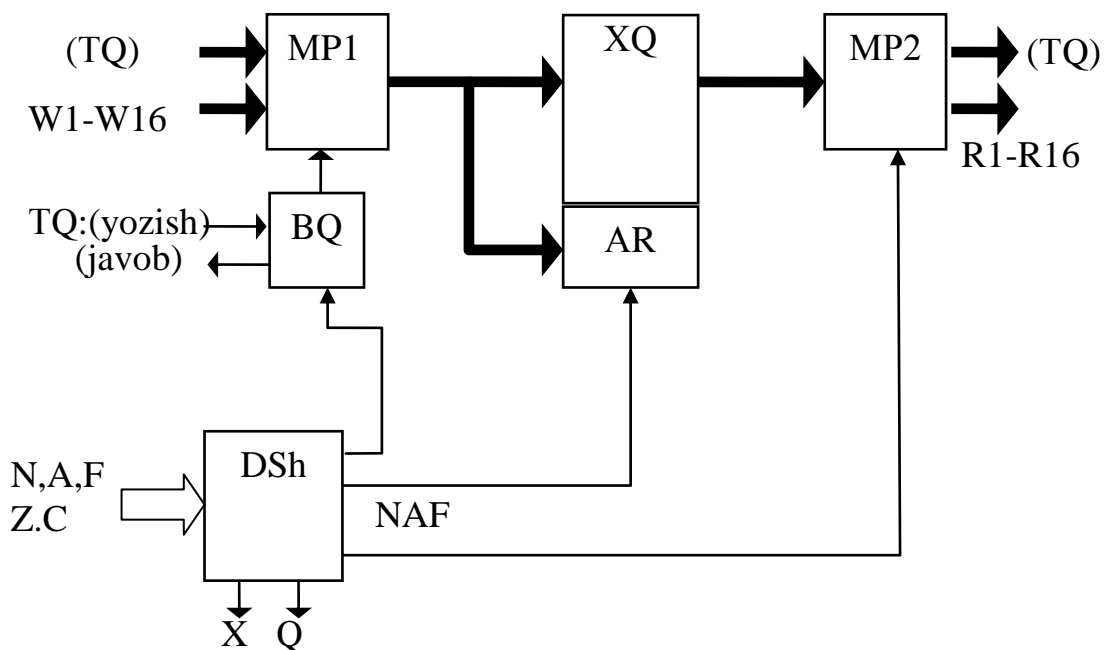 (TQ)
W1-W16
MP1
XQ
MP2
(TQ)
R1-R16
TQ:(yozish)
(javob)
BQ
AR
N,A,F
Z.C
DSh
NAF
X
Q